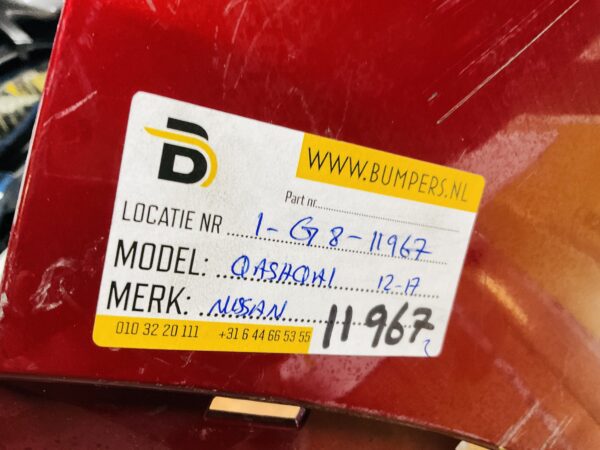 WWW.BUMPERS.NL
Part nr
LOCATIE NR 1-G8-11967
MODEL: QASHQAI 12-17
MERK: NISSAN 11967
010 32 20 111 +31 6 44 66 53 55